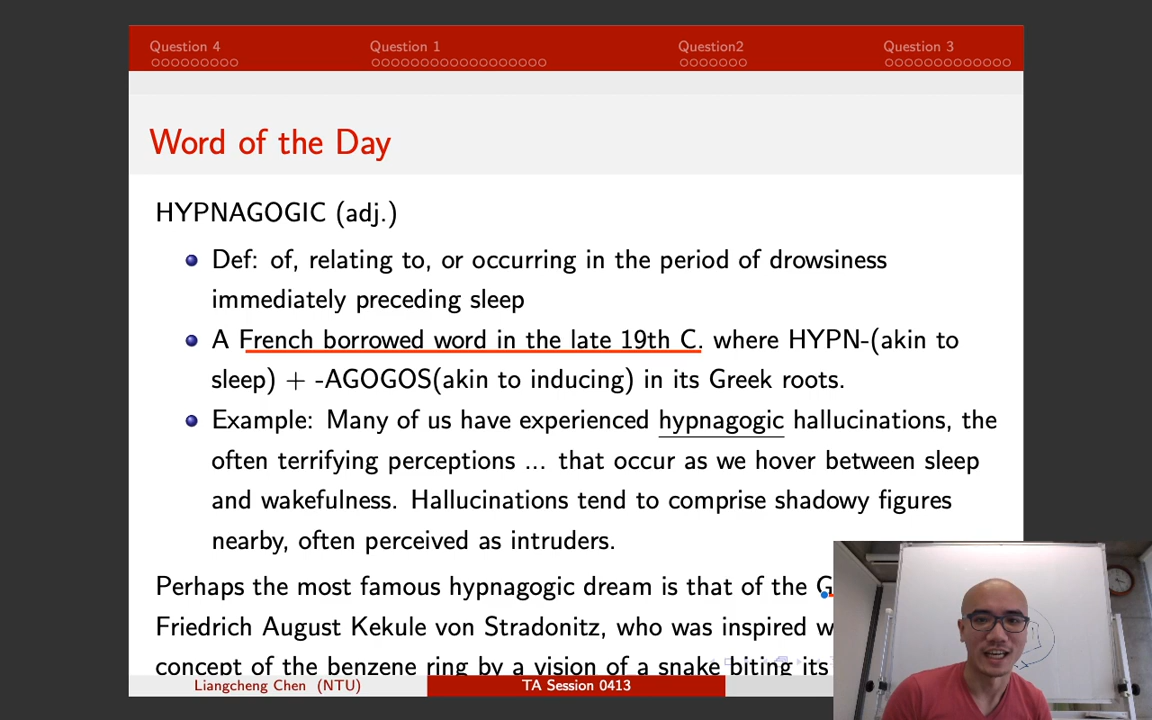 Question 4 Question 1 Question2 Question 3
Word of the Day
HYPNAGOGIC (adj.)
Def: of, relating to, or occurring in the period of drowsiness
immediately preceding sleep
A French borrowed word in the late 19th C. where HYPN-(akin to
sleep) + -AGOGOS(akin to inducing) in its Greek roots.
Example: Many of us have experienced hypnagogic hallucinations, the
often terrifying perceptions ... that occur as we hover between sleep
and wakefulness. Hallucinations tend to comprise shadowy figures
nearby, often perceived as intruders.
Perhaps the most famous hypnagogic dream is that of the
Friedrich August Kekule von Stradonitz, who was inspired
concept of the benzene ring by a vision of a snake biting its
Liangcheng Chen (NTU) TA Session 0413